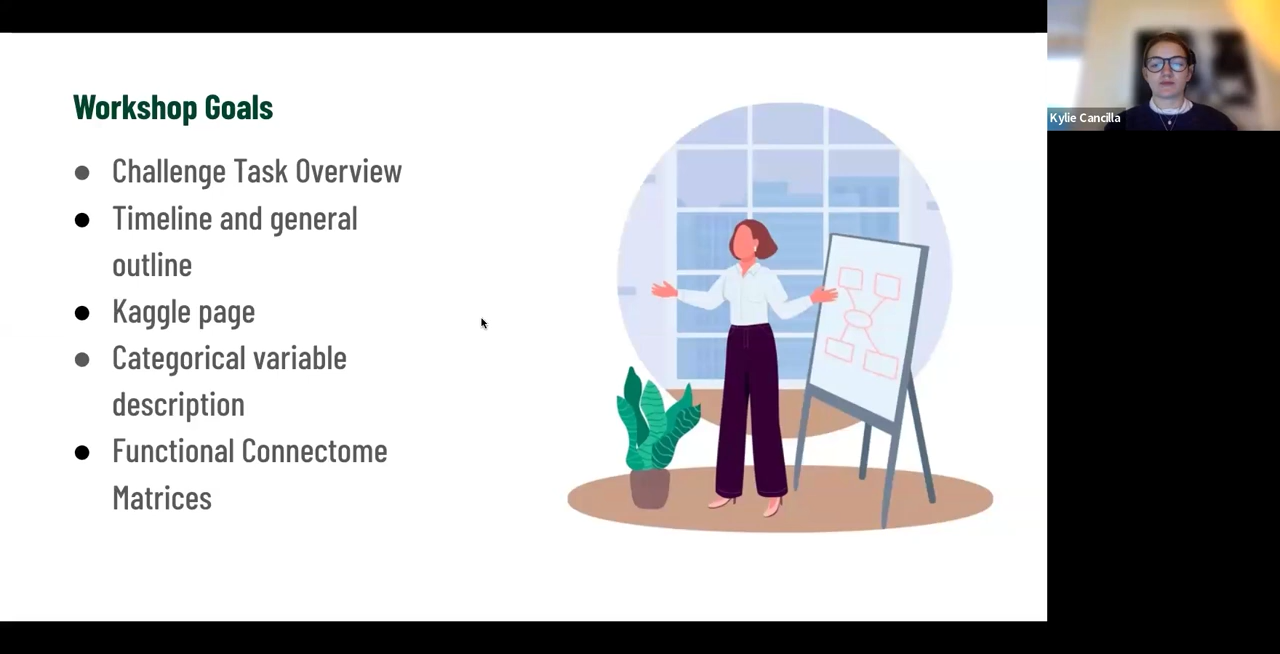 Workshop Goals
Challenge Task Overview
Timeline and general
outline
Kaggle page
Categorical variable
description
Functional Connectome
Matrices
Kylie Cancilla